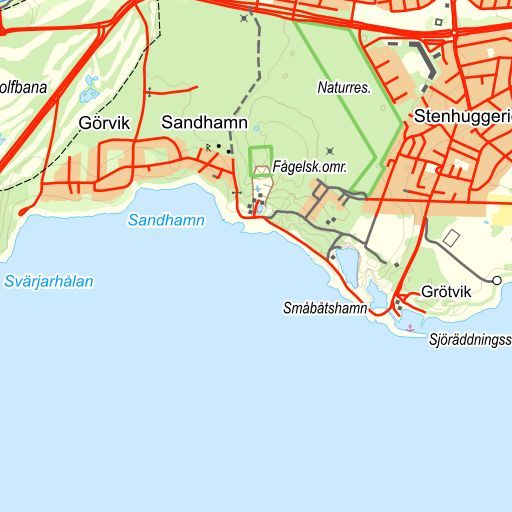 olfbana
Naturres.
Stenhuggeri
Görvik
Sandhamn
Fågelsk.omr.
Sandhamn
Svärjarhålan
Grötvik
Småbåtshamn
Sjöräddningss